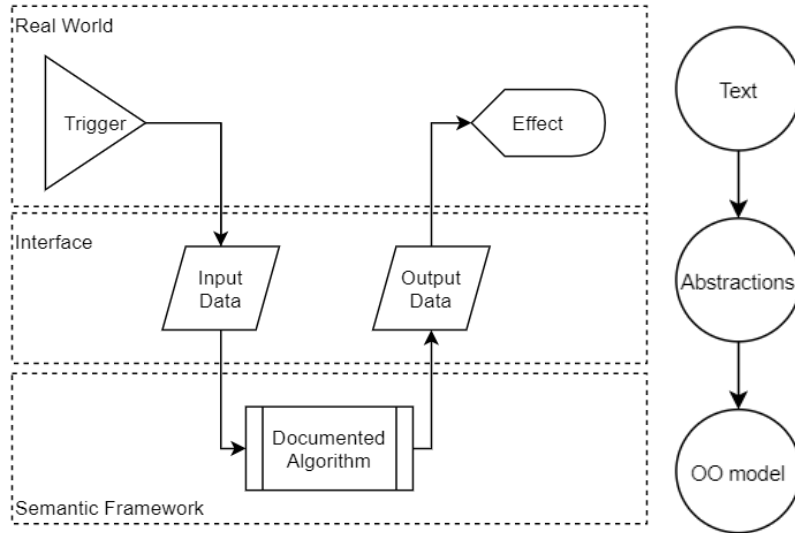 Real World
Trigger
Effect
Text
Interface
Input
Data
Output
Data
Abstractions
Documented
Algorithm
OO model
Semantic Framework